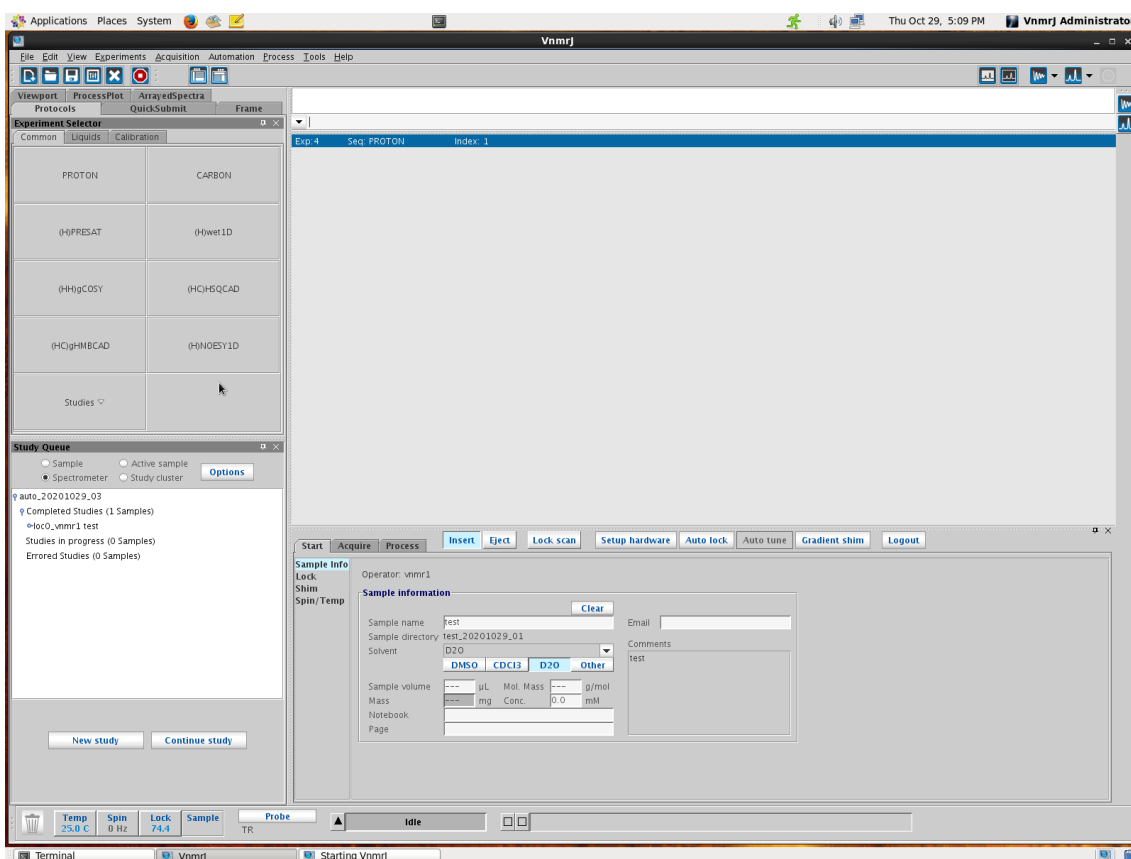 Applications Places System Thu Oct 29, 5:09 PM VnmrJ Administrato
VnmrJ
File Edit View Experiments Acquisition Automation Process Tools Help
Viewport ProcessPlot ArrayedSpectra
Protocols QuickSubmit Frame
Experiment Selector
Common Liquids Calibration
Exp:4 Seq: PROTON Index: 1
PROTON CARBON
(H)PRESAT (H)wet1D
(HH)gCOSY (HC)HSQCAD
(HC)gHMBCAD (H)NOESY1D
Studies
Study Queue
Sample Active sample
Spectrometer Study cluster Options
auto_20201029_03
Completed Studies (1 Samples)
loc0_vnmr1 test
Studies in progress (0 Samples)
Errored Studies (0 Samples)
New study Continue study
Start Acquire Process Insert Eject Lock scan Setup hardware Auto lock Auto tune Gradient shim Logout
Sample Info
Lock
Shim
Spin/Temp
Operator: vnmr1
Sample information
Clear
Sample name test Email
Sample directory test_20201029_01
Comments
Solvent D2O
test
DMSO CDCl3 D2O Other
Sample volume --- µL Mol. Mass --- g/mol
Mass --- mg Conc. 0.0 mM
Notebook
Page
Temp Spin Lock Sample Probe
25.0 C 0 Hz 74.4 TR
Idle
Terminal VnmrJ Starting VnmrJ